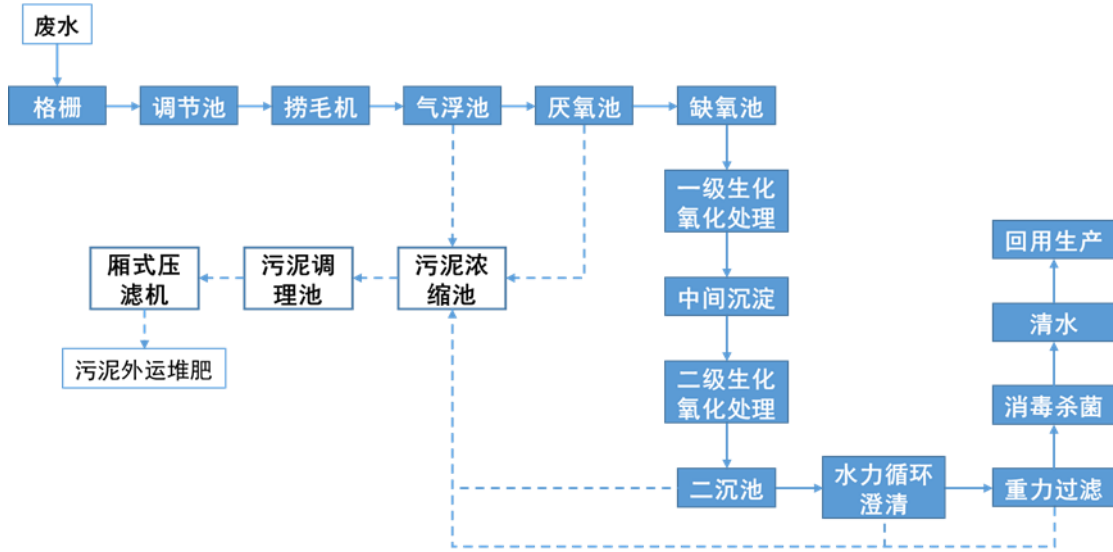 废水
格栅
调节池
捞毛机
气浮池
厌氧池
缺氧池
一级生化
氧化处理
回用生产
厢式压
滤机
污泥调
理池
污泥浓
缩池
中间沉淀
清水
污泥外运堆肥
二级生化
氧化处理
消毒杀菌
二沉池
水力循环
澄清
重力过滤